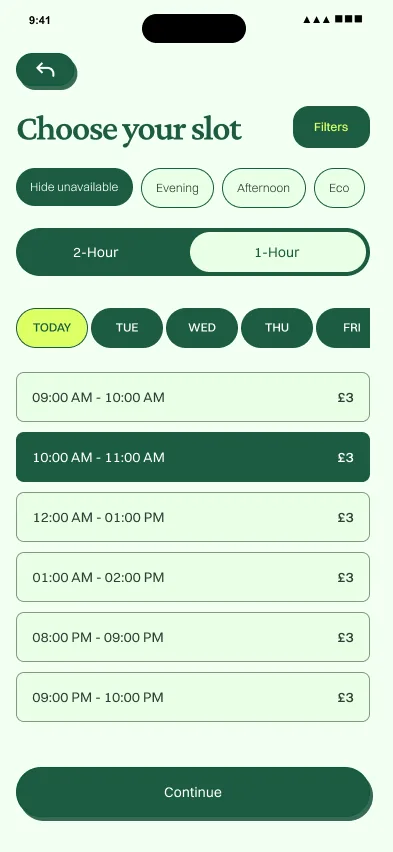 9:41
Choose your slot
Filters
Hide unavailable Evening Afternoon Eco
2-Hour 1-Hour
TODAY TUE WED THU FRI
09:00 AM - 10:00 AM £3
10:00 AM - 11:00 AM £3
12:00 AM - 01:00 PM £3
01:00 AM - 02:00 PM £3
08:00 PM - 09:00 PM £3
09:00 PM - 10:00 PM £3
Continue